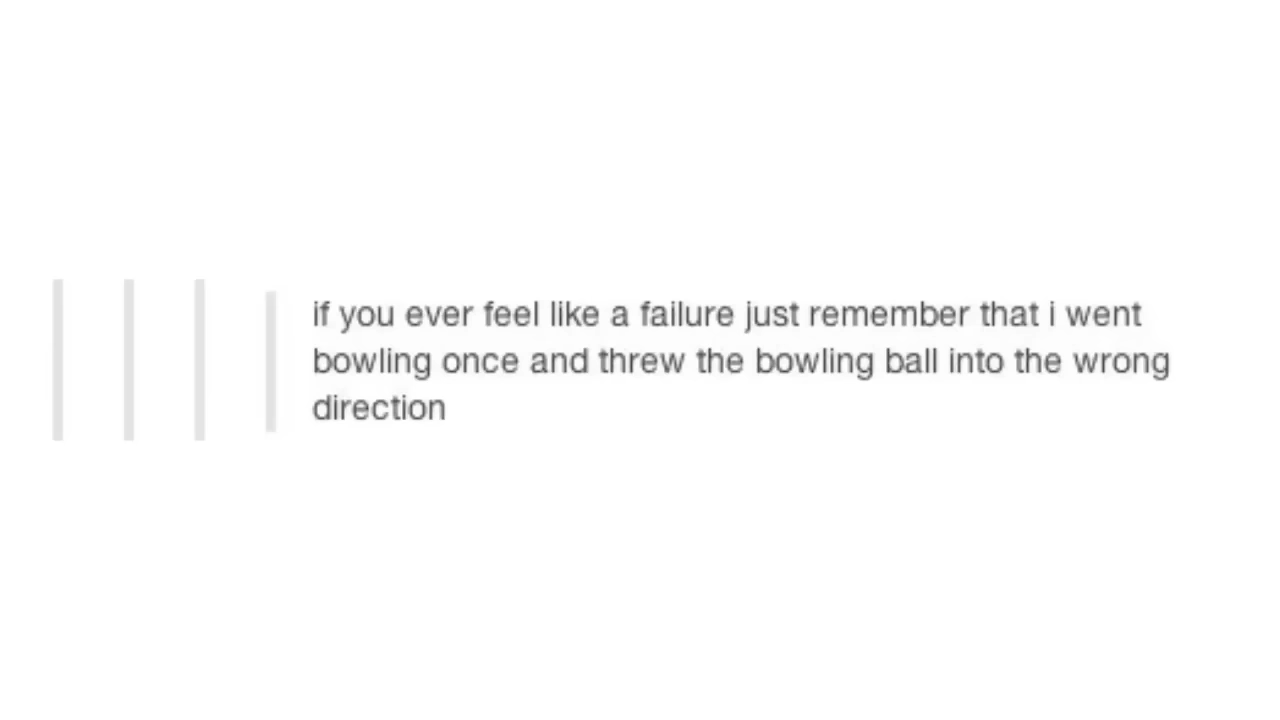 if you ever feel like a failure just remember that i went
bowling once and threw the bowling ball into the wrong
direction